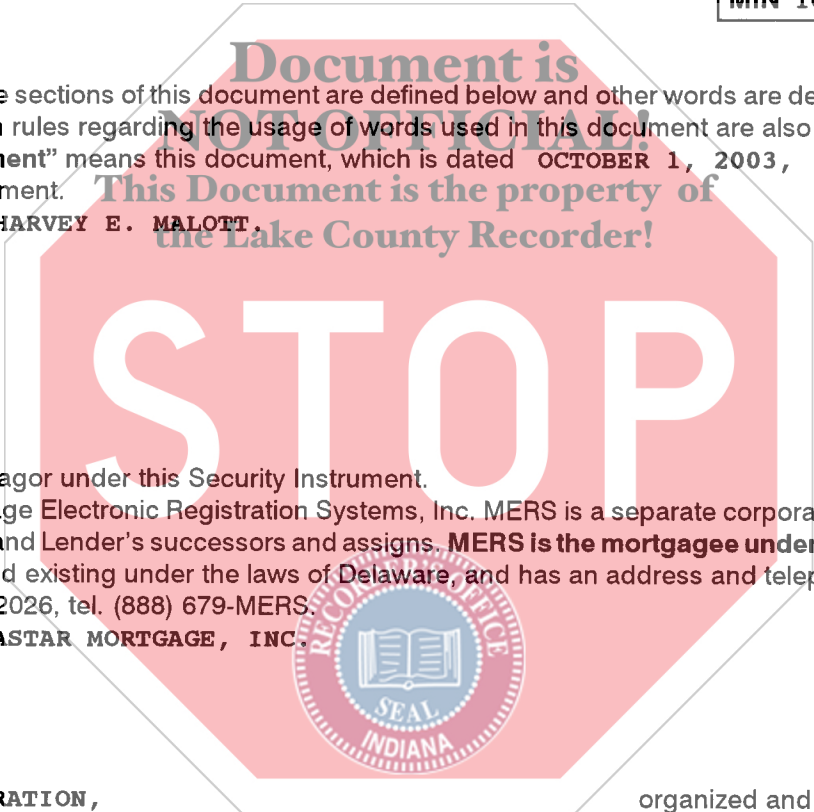 Document is
e sections of this document are defined below and other words are de
NOT OFFICIAL!
rules regarding the usage of words used in this document are also
ent" means this document, which is dated OCTOBER 1, 2003,
This Document is the property of
ment.
HARVEY E. MALOTT.
the Lake County Recorder!
STOP
agor under this Security Instrument.
ge Electronic Registration Systems, Inc. MERS is a separate corpora
and Lender's successors and assigns. MERS is the mortgagee under
d existing under the laws of Delaware, and has an address and telep
2026, tel. (888) 679-MERS.
ASTAR MORTGAGE, INC.
RECORDER'S OFFICE
SEAL
INDIANA
RATION, organized and